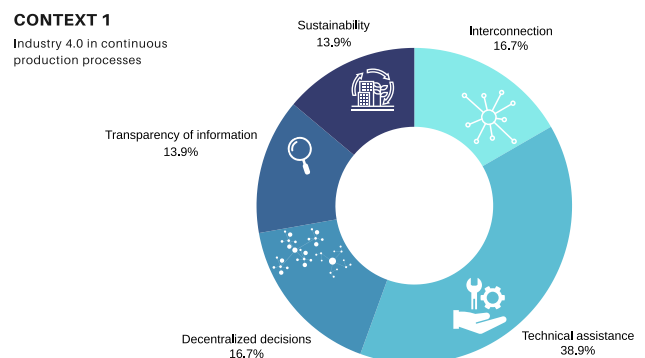 CONTEXT 1
Industry 4.0 in continuous
production processes
Sustainability
13.9%
Interconnection
16.7%
Transparency of information
13.9%
Decentralized decisions
16.7%
Technical assistance
38.9%